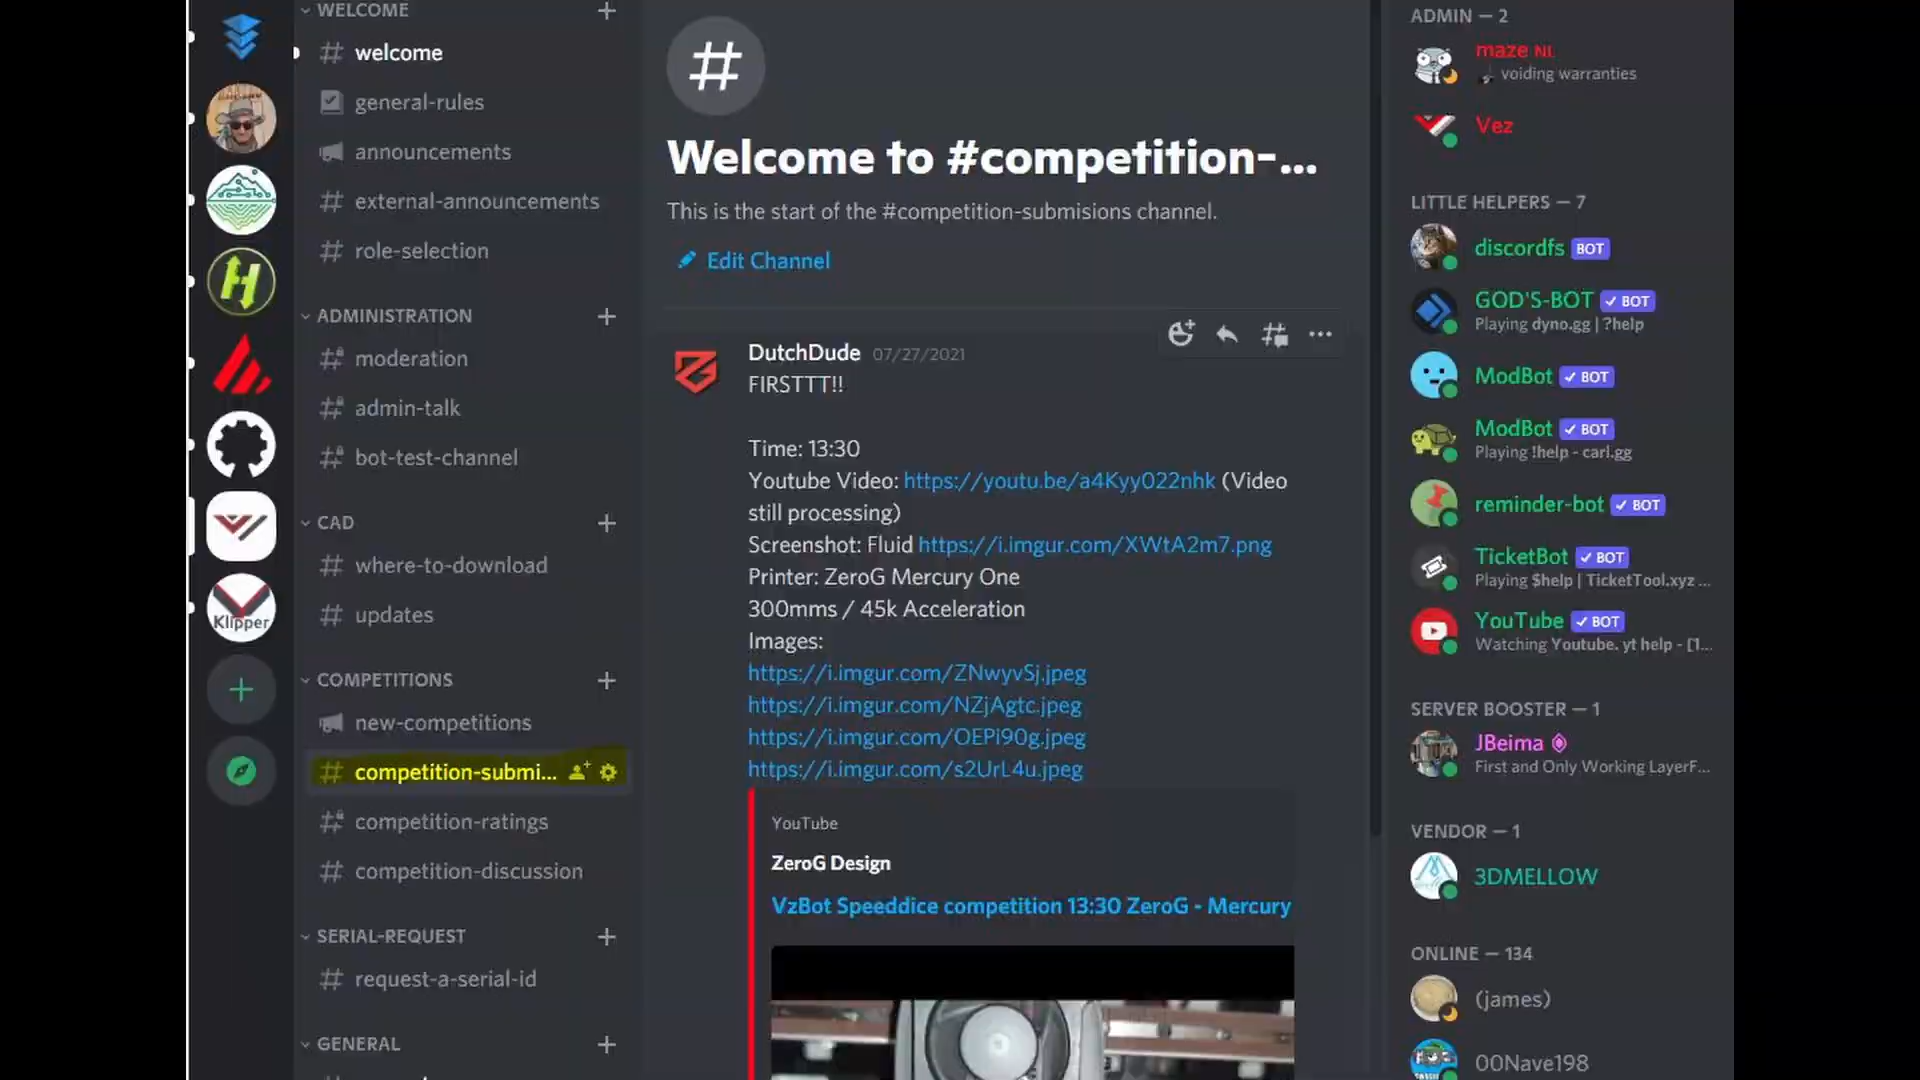 WELCOME
welcome
general-rules
announcements
external-announcements
role-selection
ADMINISTRATION
moderation
admin-talk
bot-test-channel
CAD
where-to-download
updates
COMPETITIONS
new-competitions
competition-submi...
competition-ratings
competition-discussion
SERIAL-REQUEST
request-a-serial-id
GENERAL
Klipper
Welcome to #competition-...
This is the start of the #competition-submisions channel.
Edit Channel
DutchDude 07/27/2021
FIRSTTT!!
Time: 13:30
Youtube Video: https://youtu.be/a4Kyy022nhk (Video
still processing)
Screenshot: Fluid https://i.imgur.com/XWtA2m7.png
Printer: ZeroG Mercury One
300mms / 45k Acceleration
Images:
https://i.imgur.com/ZNwyvSj.jpeg
https://i.imgur.com/NZjAgtc.jpeg
https://i.imgur.com/OEPi90g.jpeg
https://i.imgur.com/s2UrL4u.jpeg
YouTube
ZeroG Design
VzBot Speeddice competition 13:30 ZeroG - Mercury
ADMIN — 2
maze NL
voiding warranties
Vez
LITTLE HELPERS — 7
discordfs BOT
GOD'S-BOT ✓ BOT
Playing dyno.gg | ?help
ModBot ✓ BOT
ModBot ✓ BOT
Playing !help - carl.gg
reminder-bot ✓ BOT
TicketBot ✓ BOT
Playing $help | TicketTool.xyz ...
YouTube ✓ BOT
Watching Youtube. yt help - [1...
SERVER BOOSTER — 1
JBeima
First and Only Working LayerF...
VENDOR — 1
3DMELLOW
ONLINE — 134
(james)
00Nave198